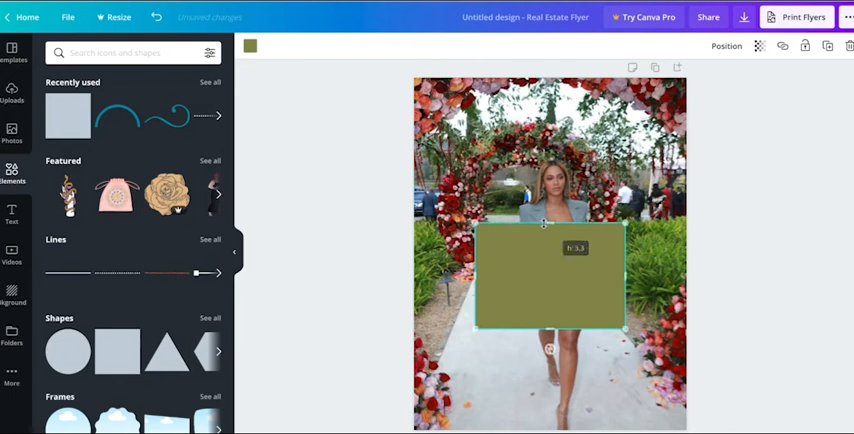 Home File Resize Unsaved changes Untitled design - Real Estate Flyer Try Canva Pro Share Print Flyers
Search icons and shapes Position
emplates
Recently used See all
Uploads
Photos
Featured See all
Elements
Text
Lines See all
Videos
h: 3.3
kground
Shapes See all
Folders
More
Frames See all